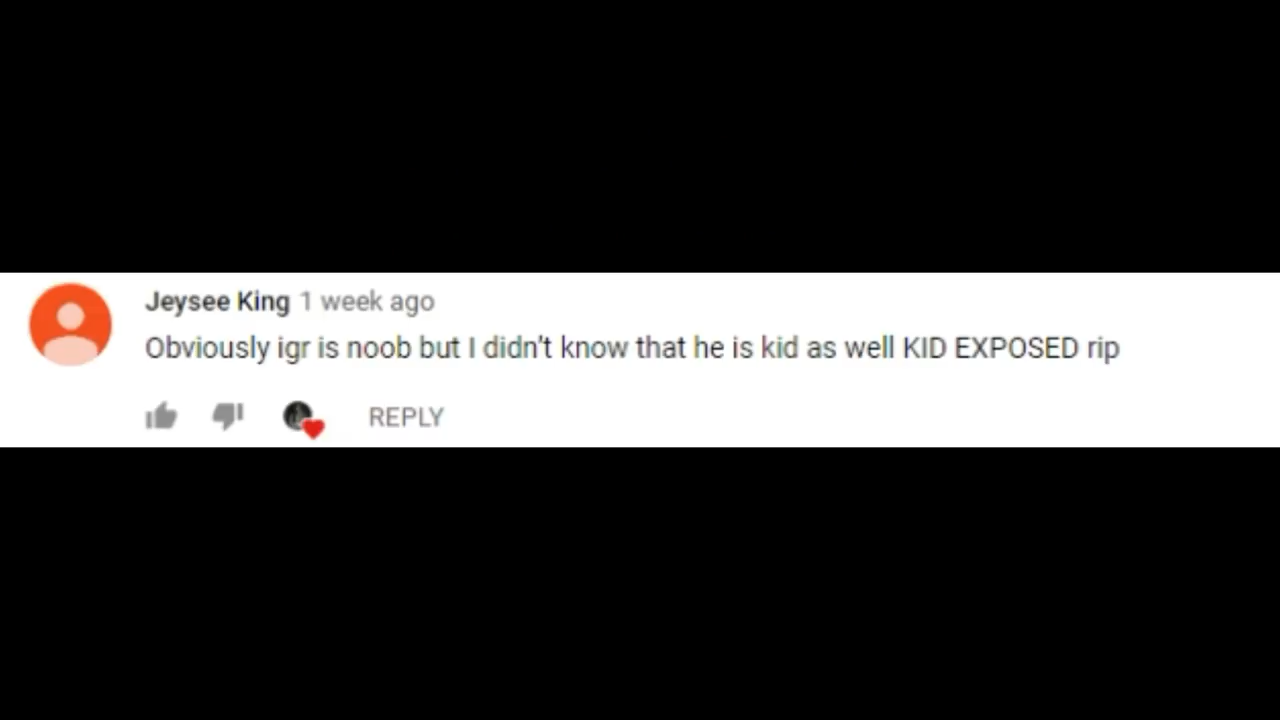 Jeysee King 1 week ago
Obviously igr is noob but I didn't know that he is kid as well KID EXPOSED rip
REPLY